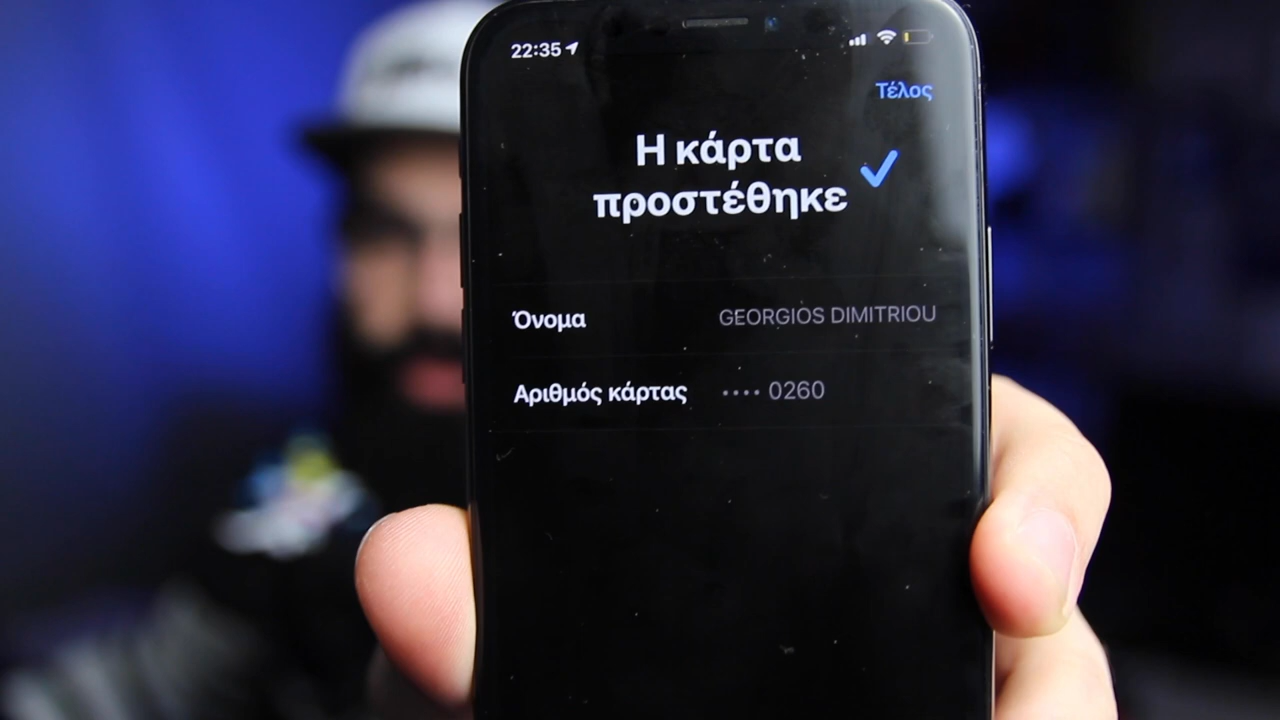 22:35
Τέλος
Η κάρτα
προστέθηκε
Όνομα GEORGIOS DIMITRIOU
Αριθμός κάρτας •••• 0260